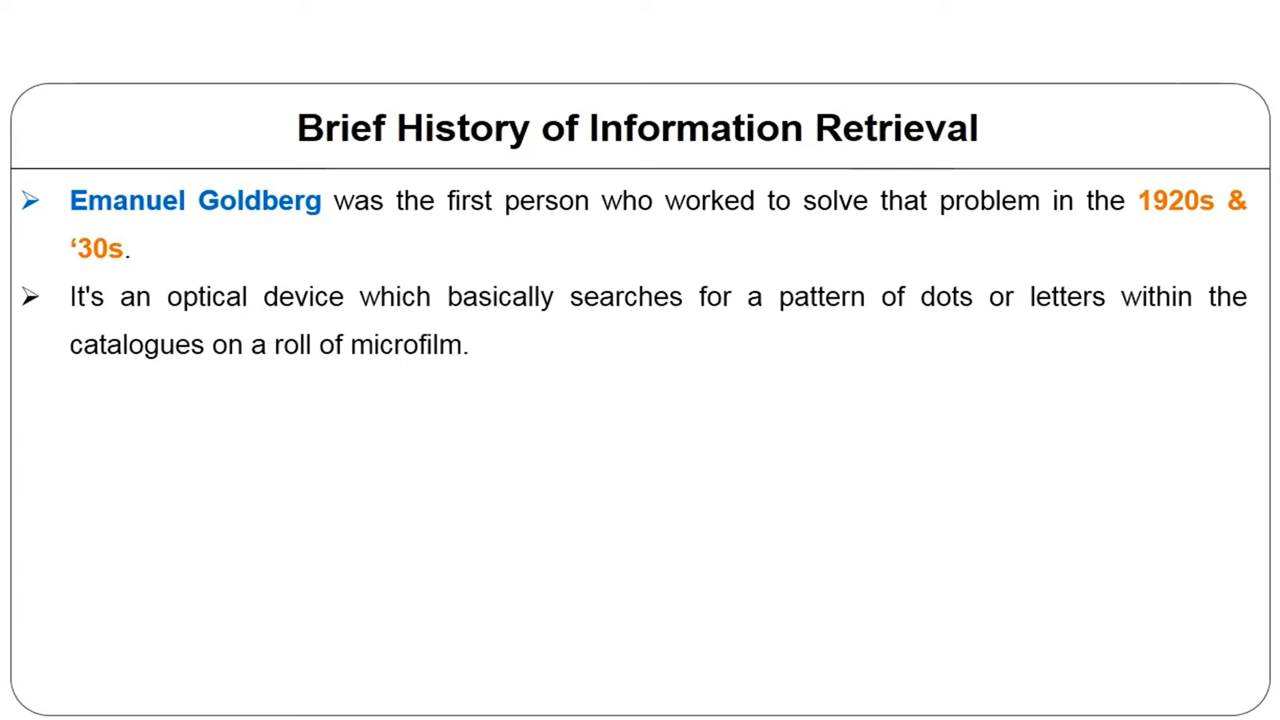 Brief History of Information Retrieval
➢ Emanuel Goldberg was the first person who worked to solve that problem in the 1920s &
‘30s.
➢ It's an optical device which basically searches for a pattern of dots or letters within the
catalogues on a roll of microfilm.